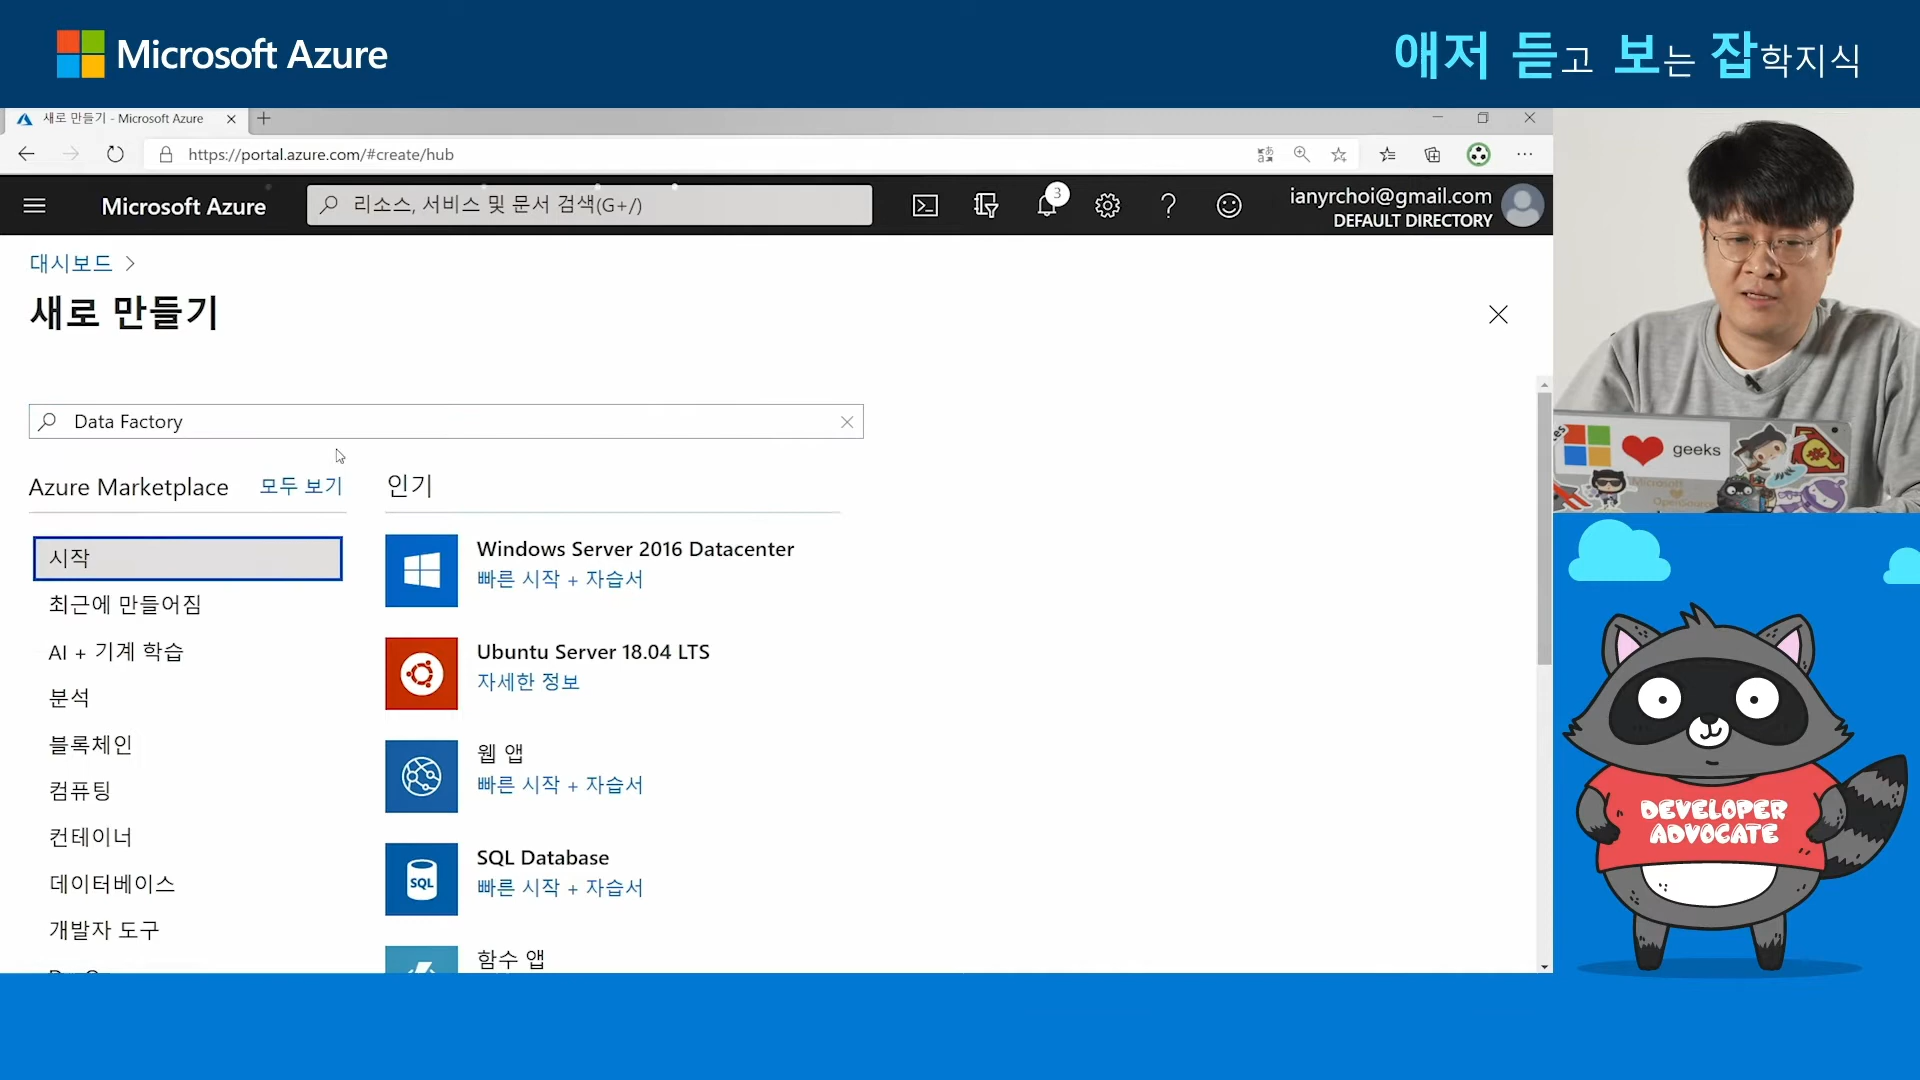 Microsoft Azure
애저 듣고 보는 잡학지식
새로 만들기 - Microsoft Azure
https://portal.azure.com/#create/hub
Microsoft Azure
리소스, 서비스 및 문서 검색(G+/)
3
ianyrchoi@gmail.com
DEFAULT DIRECTORY
대시보드
새로 만들기
Data Factory
Azure Marketplace
모두 보기
인기
시작
최근에 만들어짐
AI + 기계 학습
분석
블록체인
컴퓨팅
컨테이너
데이터베이스
개발자 도구
Windows Server 2016 Datacenter
빠른 시작 + 자습서
Ubuntu Server 18.04 LTS
자세한 정보
웹 앱
빠른 시작 + 자습서
SQL
SQL Database
빠른 시작 + 자습서
함수 앱
geeks
Microsoft
DEVELOPER
ADVOCATE